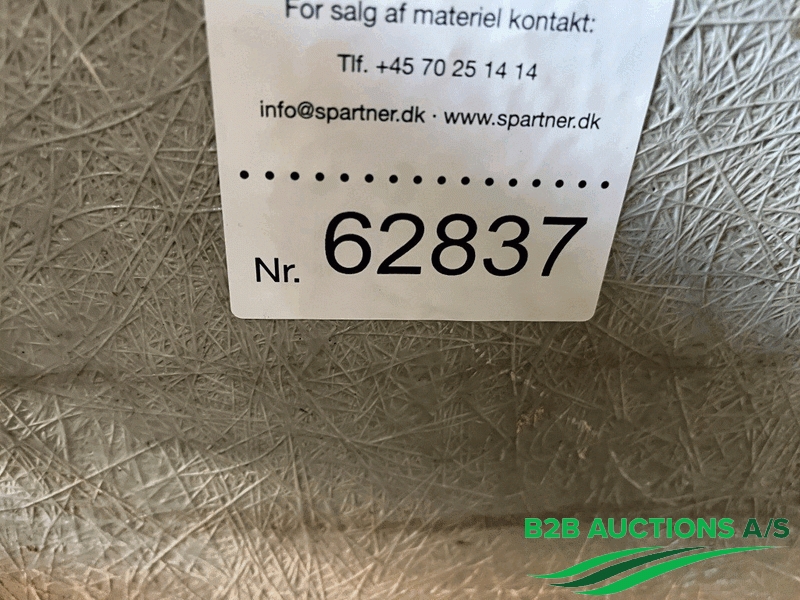 For salg af materiel kontakt:
Tlf. +45 70 25 14 14
info@spartner.dk · www.spartner.dk
Nr. 62837
B2B AUCTIONS A/S